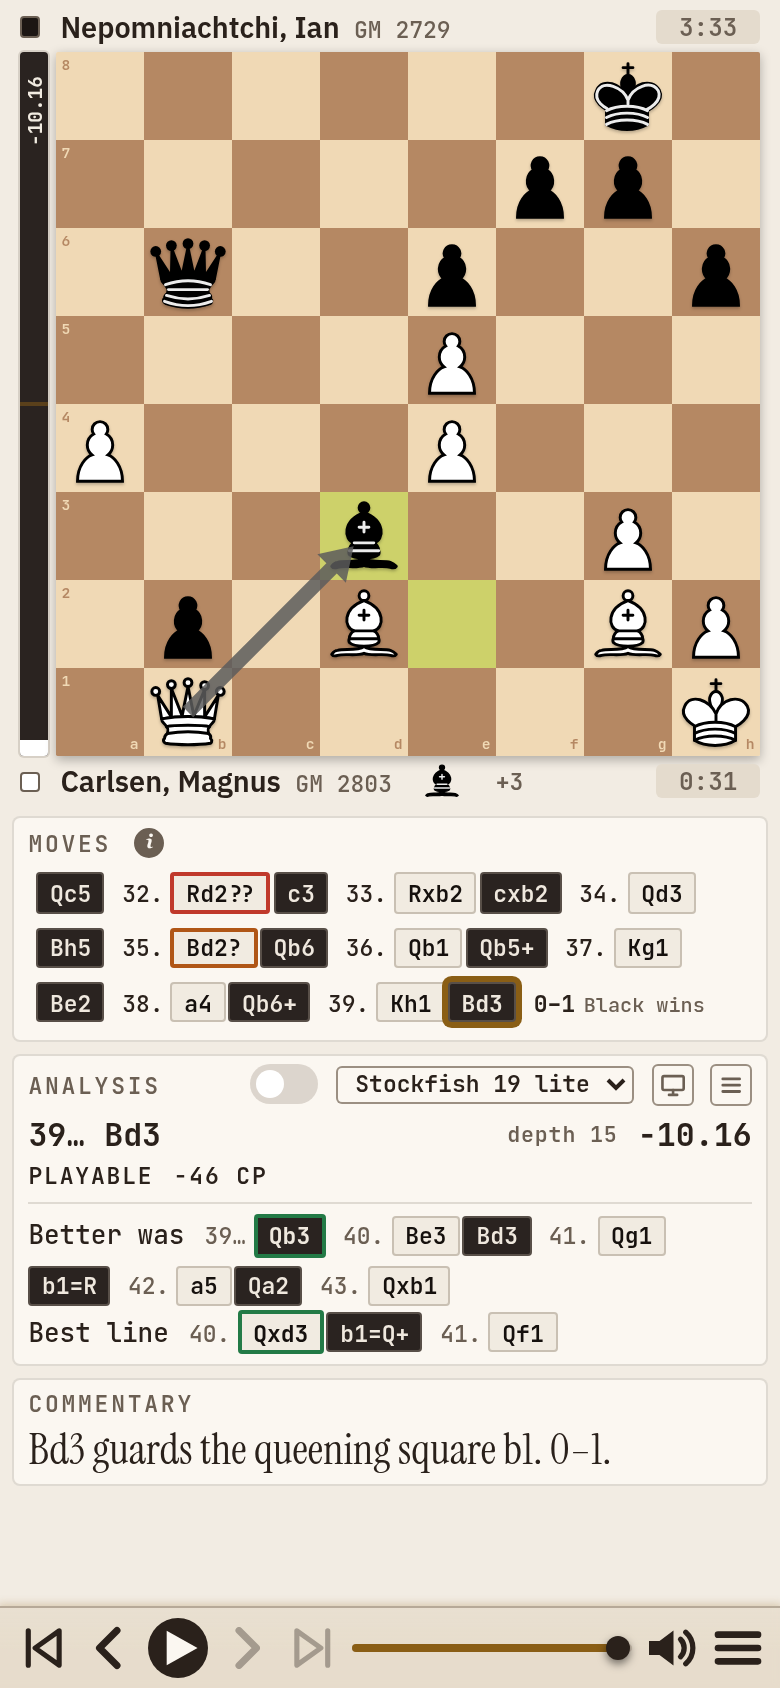 Nepomniachtchi, Ian GM 2729 3:33
-10.16
8
7
6
5
4
3
2
1
a b c d e f g h
Carlsen, Magnus GM 2803 +3 0:31
MOVES i
Qc5 32. Rd2?? c3 33. Rxb2 cxb2 34. Qd3
Bh5 35. Bd2? Qb6 36. Qb1 Qb5+ 37. Kg1
Be2 38. a4 Qb6+ 39. Kh1 Bd3 0–1 Black wins
ANALYSIS Stockfish 19 lite
39… Bd3 depth 15 -10.16
PLAYABLE -46 CP
Better was 39… Qb3 40. Be3 Bd3 41. Qg1
b1=R 42. a5 Qa2 43. Qxb1
Best line 40. Qxd3 b1=Q+ 41. Qf1
COMMENTARY
Bd3 guards the queening square b1. 0–1.